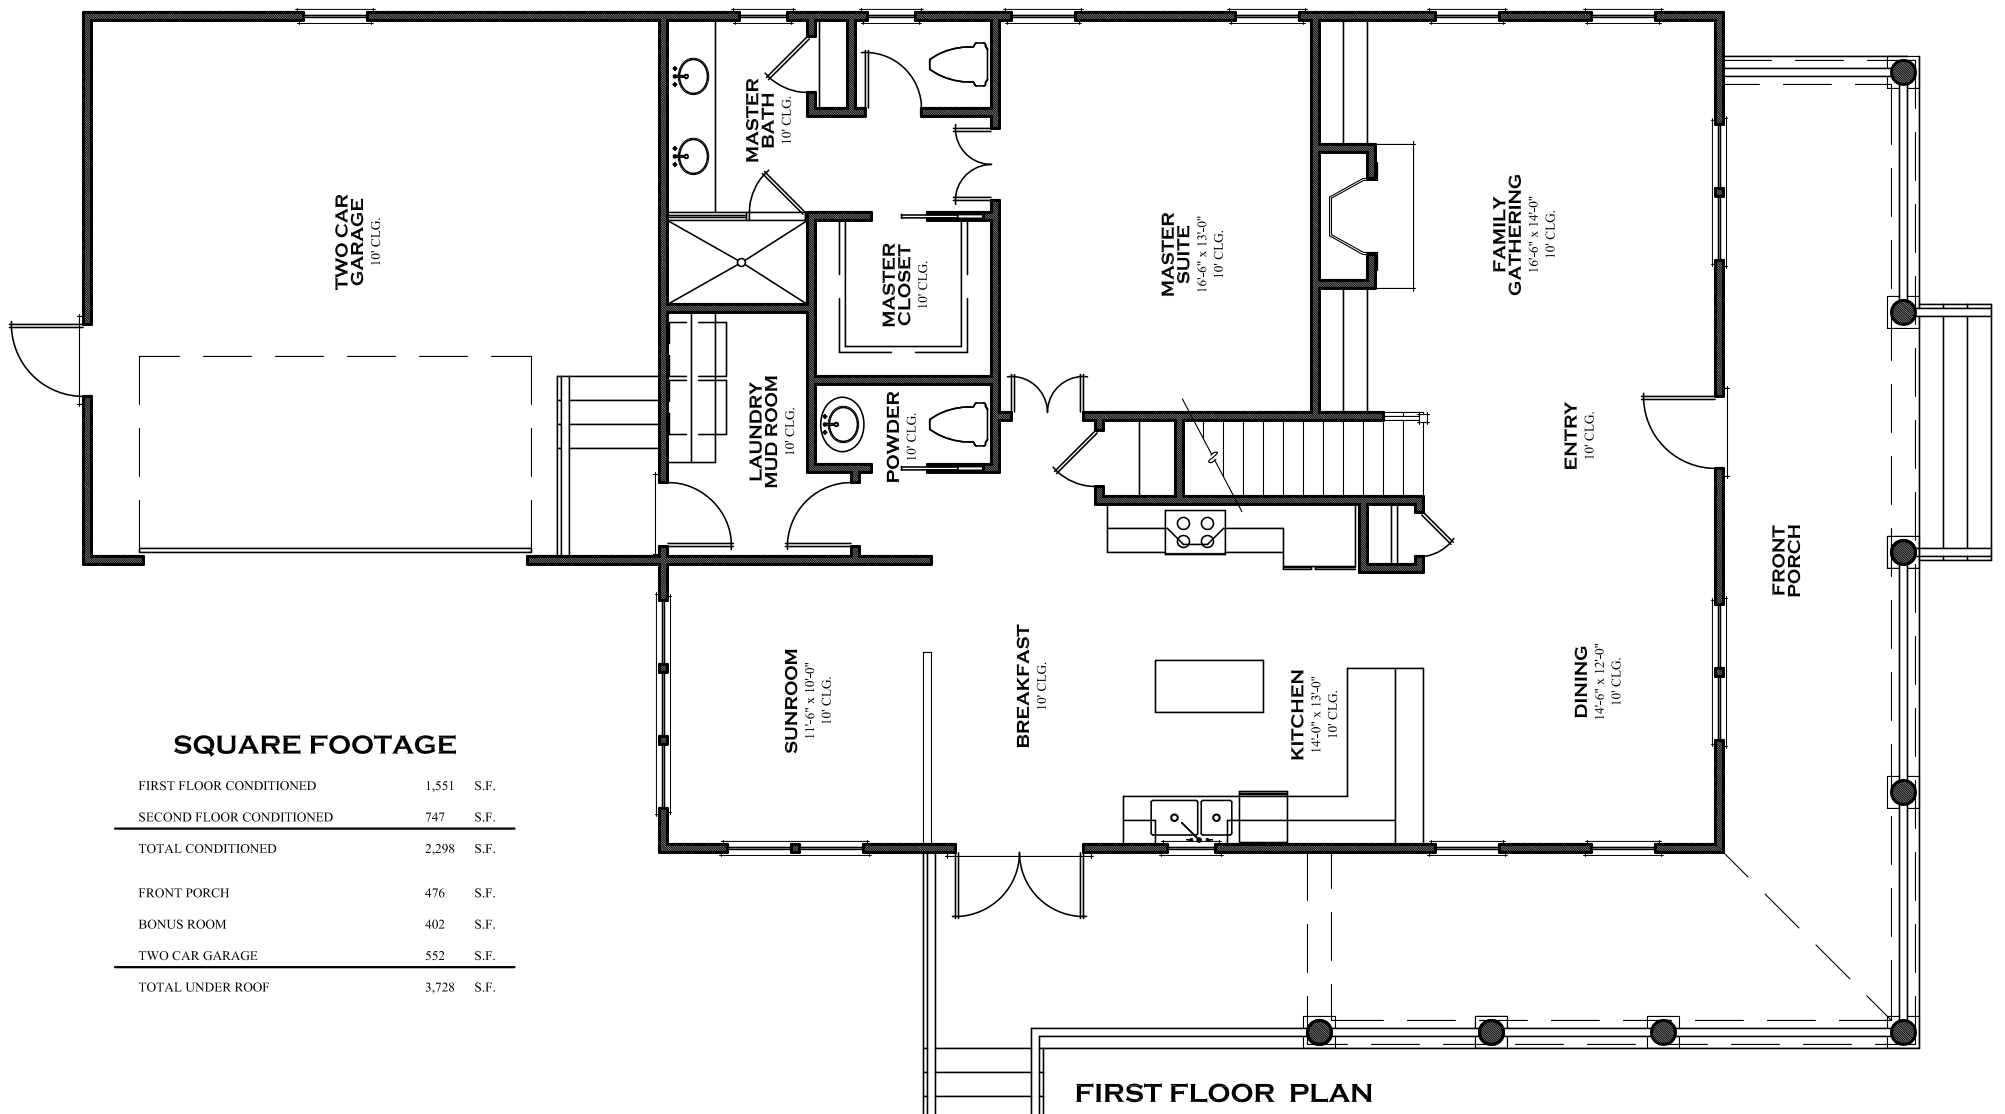 TWO CAR
GARAGE
10' CLG.
MASTER
BATH
10' CLG.
MASTER
CLOSET
10' CLG.
MASTER
SUITE
16'-6" x 13'-0"
10' CLG.
FAMILY
GATHERING
16'-6" x 14'-0"
10' CLG.
LAUNDRY
MUD ROOM
10' CLG.
POWDER
10' CLG.
ENTRY
10' CLG.
FRONT
PORCH
SUNROOM
11'-6" x 10'-0"
10' CLG.
BREAKFAST
10' CLG.
KITCHEN
14'-0" x 13'-0"
10' CLG.
DINING
14'-6" x 12'-0"
10' CLG.
SQUARE FOOTAGE
FIRST FLOOR CONDITIONED 1,551 S.F.
SECOND FLOOR CONDITIONED 747 S.F.
TOTAL CONDITIONED 2,298 S.F.
FRONT PORCH 476 S.F.
BONUS ROOM 402 S.F.
TWO CAR GARAGE 552 S.F.
TOTAL UNDER ROOF 3,728 S.F.
FIRST FLOOR PLAN